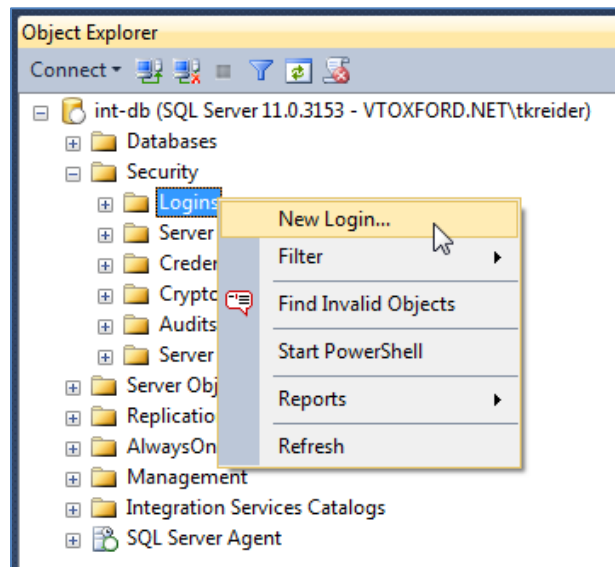 Object Explorer
Connect
int-db (SQL Server 11.0.3153 - VTOXFORD.NET\tkreider)
Databases
Security
Logins
New Login...
Server
Filter
Creder
Crypto
Find Invalid Objects
Audits
Start PowerShell
Server
Server Obj
Reports
Replicatio
AlwaysOn
Refresh
Management
Integration Services Catalogs
SQL Server Agent